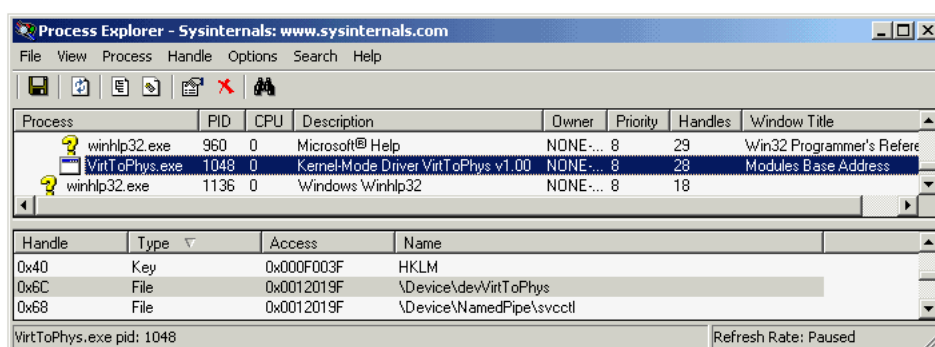 Process Explorer - Sysinternals: www.sysinternals.com
File View Process Handle Options Search Help
Process PID CPU Description Owner Priority Handles Window Title
winhlp32.exe 960 0 Microsoft® Help NONE-... 8 29 Win32 Programmer's Refere
VirtToPhys.exe 1048 0 Kernel-Mode Driver VirtToPhys v1.00 NONE-... 8 28 Modules Base Address
winhlp32.exe 1136 0 Windows Winhlp32 NONE-... 8 18
Handle Type Access Name
0x40 Key 0x000F003F HKLM
0x6C File 0x0012019F \Device\devVirtToPhys
0x68 File 0x0012019F \Device\NamedPipe\svcctl
VirtToPhys.exe pid: 1048 Refresh Rate: Paused